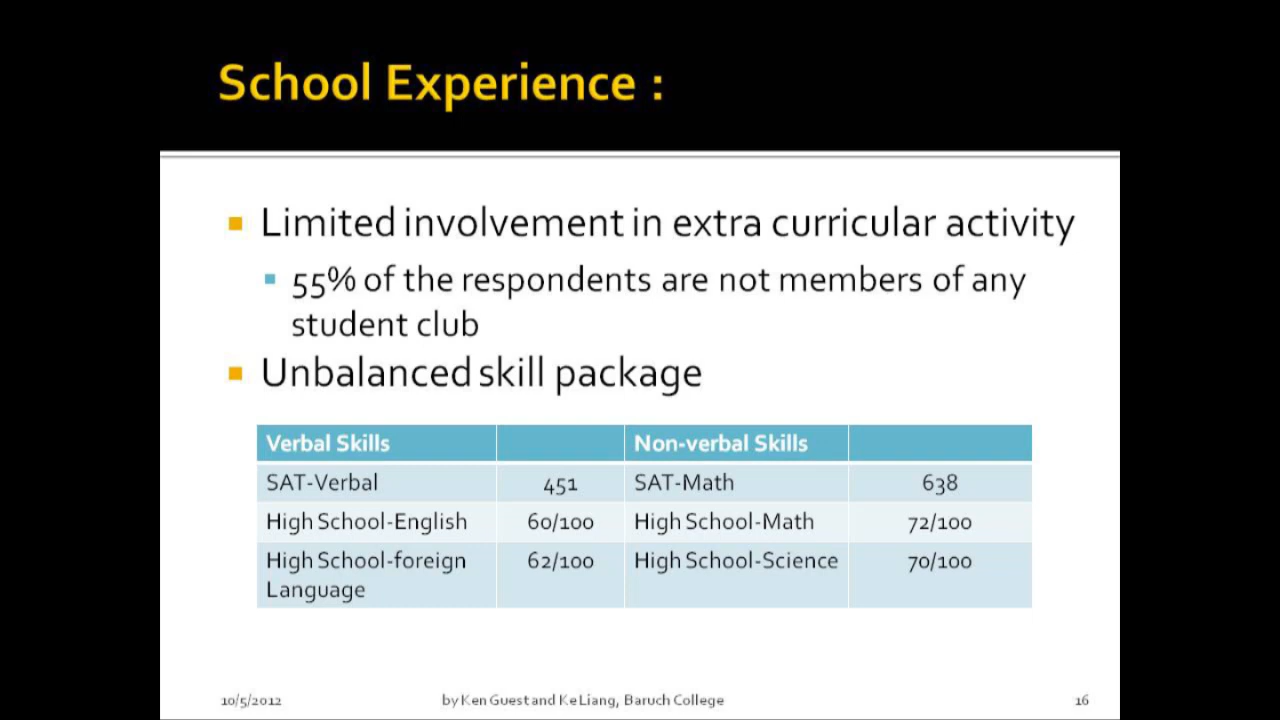 School Experience :
Limited involvement in extra curricular activity
55% of the respondents are not members of any
student club
Unbalanced skill package
Verbal Skills Non-verbal Skills
SAT-Verbal 451 SAT-Math 638
High School-English 60/100 High School-Math 72/100
High School-foreign 62/100 High School-Science 70/100
Language
10/5/2012 by Ken Guest and Ke Liang, Baruch College 16